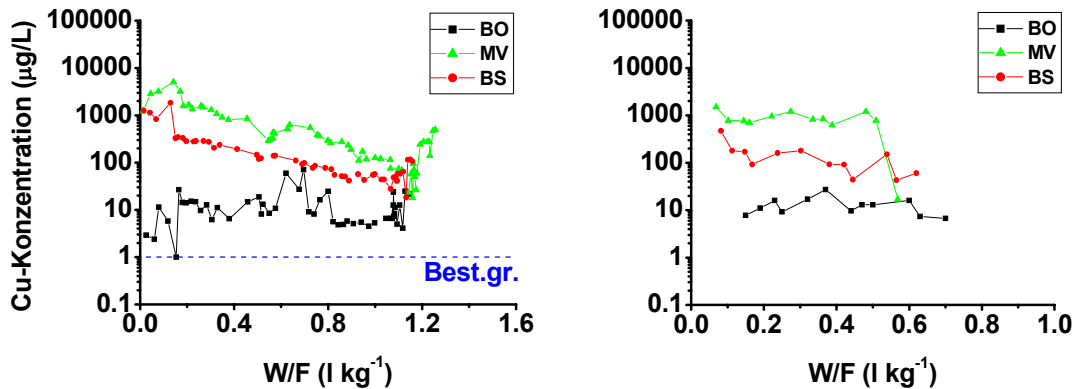 Cu-Konzentration (µg/L)
100000
10000
1000
100
10
1
0.1
0.0 0.4 0.8 1.2 1.6
W/F (l kg⁻¹)
BO
MV
BS
Best.gr.
100000
10000
1000
100
10
1
0.1
0.0 0.2 0.4 0.6 0.8 1.0
W/F (l kg⁻¹)
BO
MV
BS